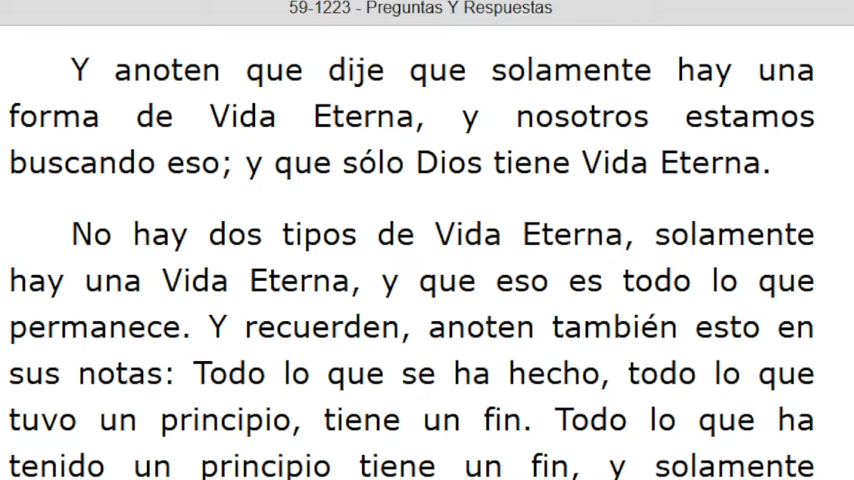 59-1223 - Preguntas Y Respuestas
Y anoten que dije que solamente hay una
forma de Vida Eterna, y nosotros estamos
buscando eso; y que sólo Dios tiene Vida Eterna.
No hay dos tipos de Vida Eterna, solamente
hay una Vida Eterna, y que eso es todo lo que
permanece. Y recuerden, anoten también esto en
sus notas: Todo lo que se ha hecho, todo lo que
tuvo un principio, tiene un fin. Todo lo que ha
tenido un principio tiene un fin, y solamente